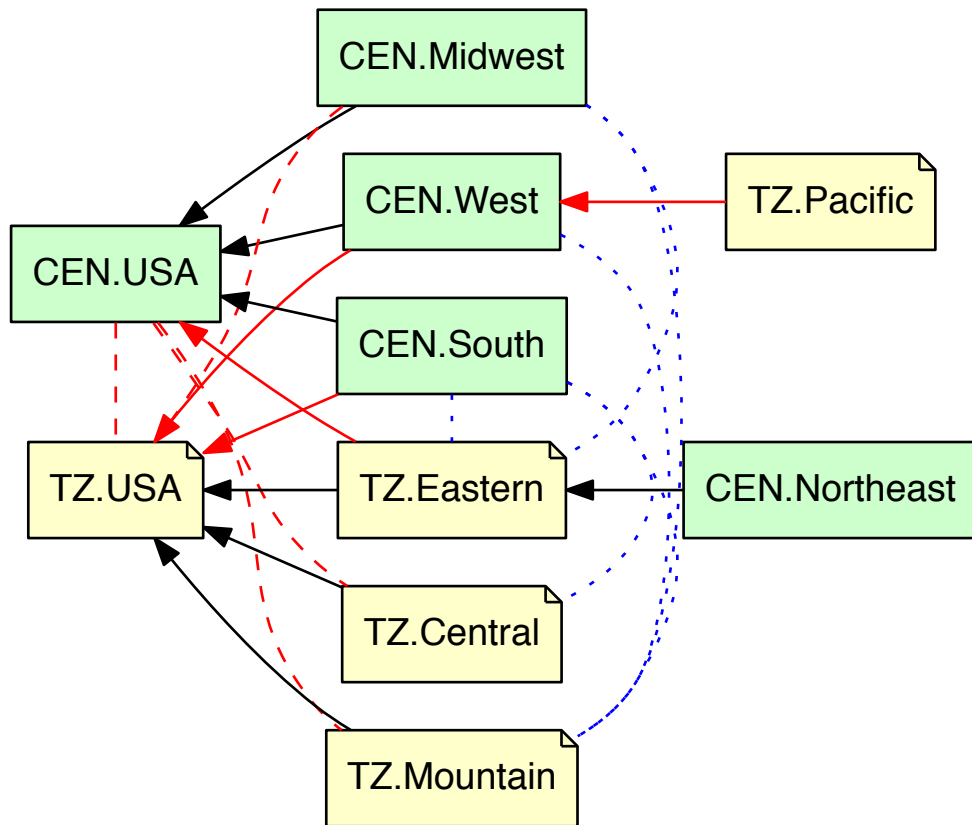 CEN.Midwest
CEN.West
TZ.Pacific
CEN.USA
CEN.South
TZ.USA
TZ.Eastern
CEN.Northeast
TZ.Central
TZ.Mountain